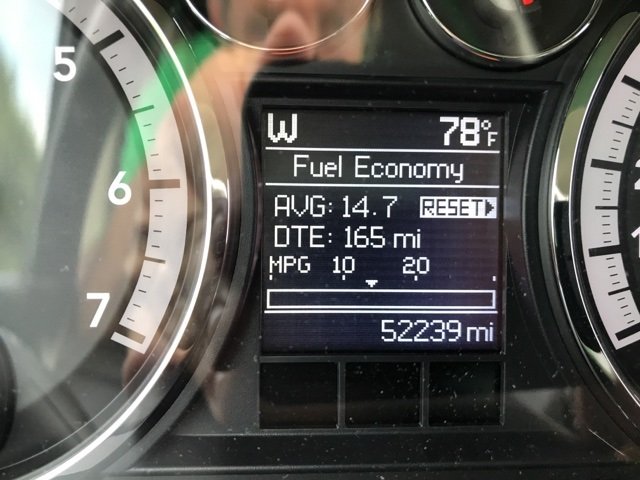 5
6
7
W 78°F
Fuel Economy
AVG: 14.7 RESET
DTE: 165 mi
MPG 10 20
52239 mi